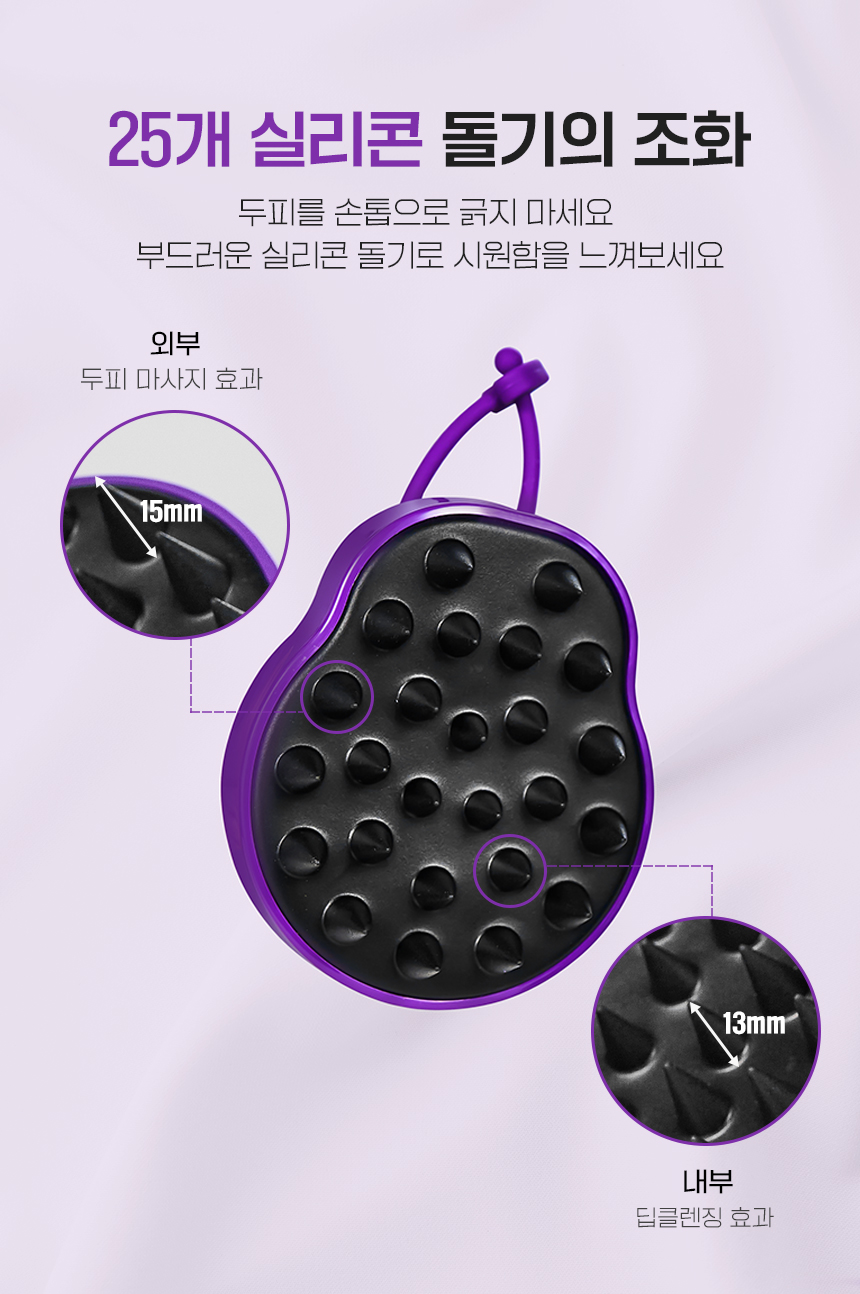 25개 실리콘 돌기의 조화
두피를 손톱으로 긁지 마세요
부드러운 실리콘 돌기로 시원함을 느껴보세요
외부
두피 마사지 효과
15mm
13mm
내부
딥클렌징 효과